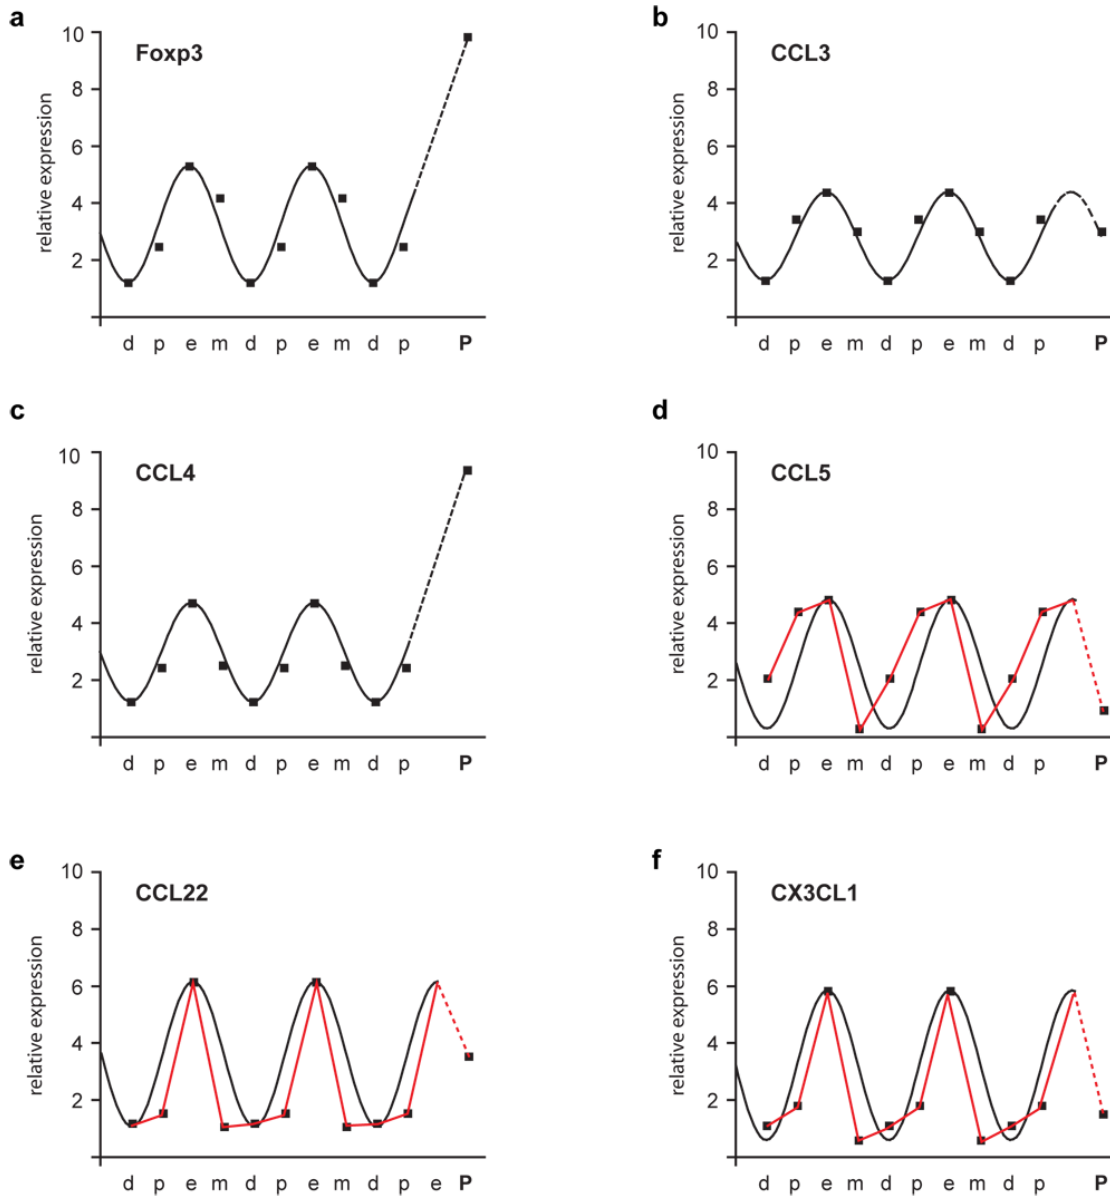 a
Foxp3
relative expression
10
8
6
4
2
d p e m d p e m d p P
b
CCL3
relative expression
10
8
6
4
2
d p e m d p e m d p P
c
CCL4
relative expression
10
8
6
4
2
d p e m d p e m d p P
d
CCL5
relative expression
10
8
6
4
2
d p e m d p e m d p P
e
CCL22
relative expression
10
8
6
4
2
d p e m d p e m d p e P
f
CX3CL1
relative expression
10
8
6
4
2
d p e m d p e m d p P